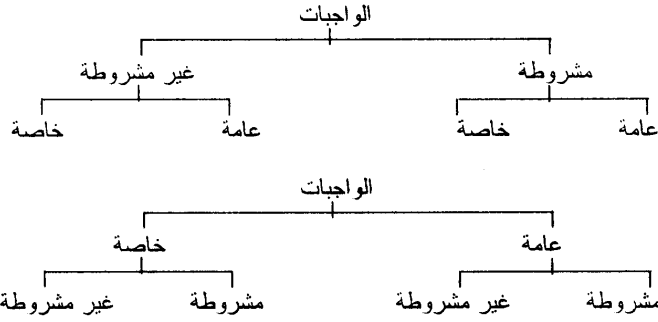 الواجبات
مشروطة غير مشروطة
عامة خاصة عامة خاصة
الواجبات
عامة خاصة
مشروطة غير مشروطة مشروطة غير مشروطة